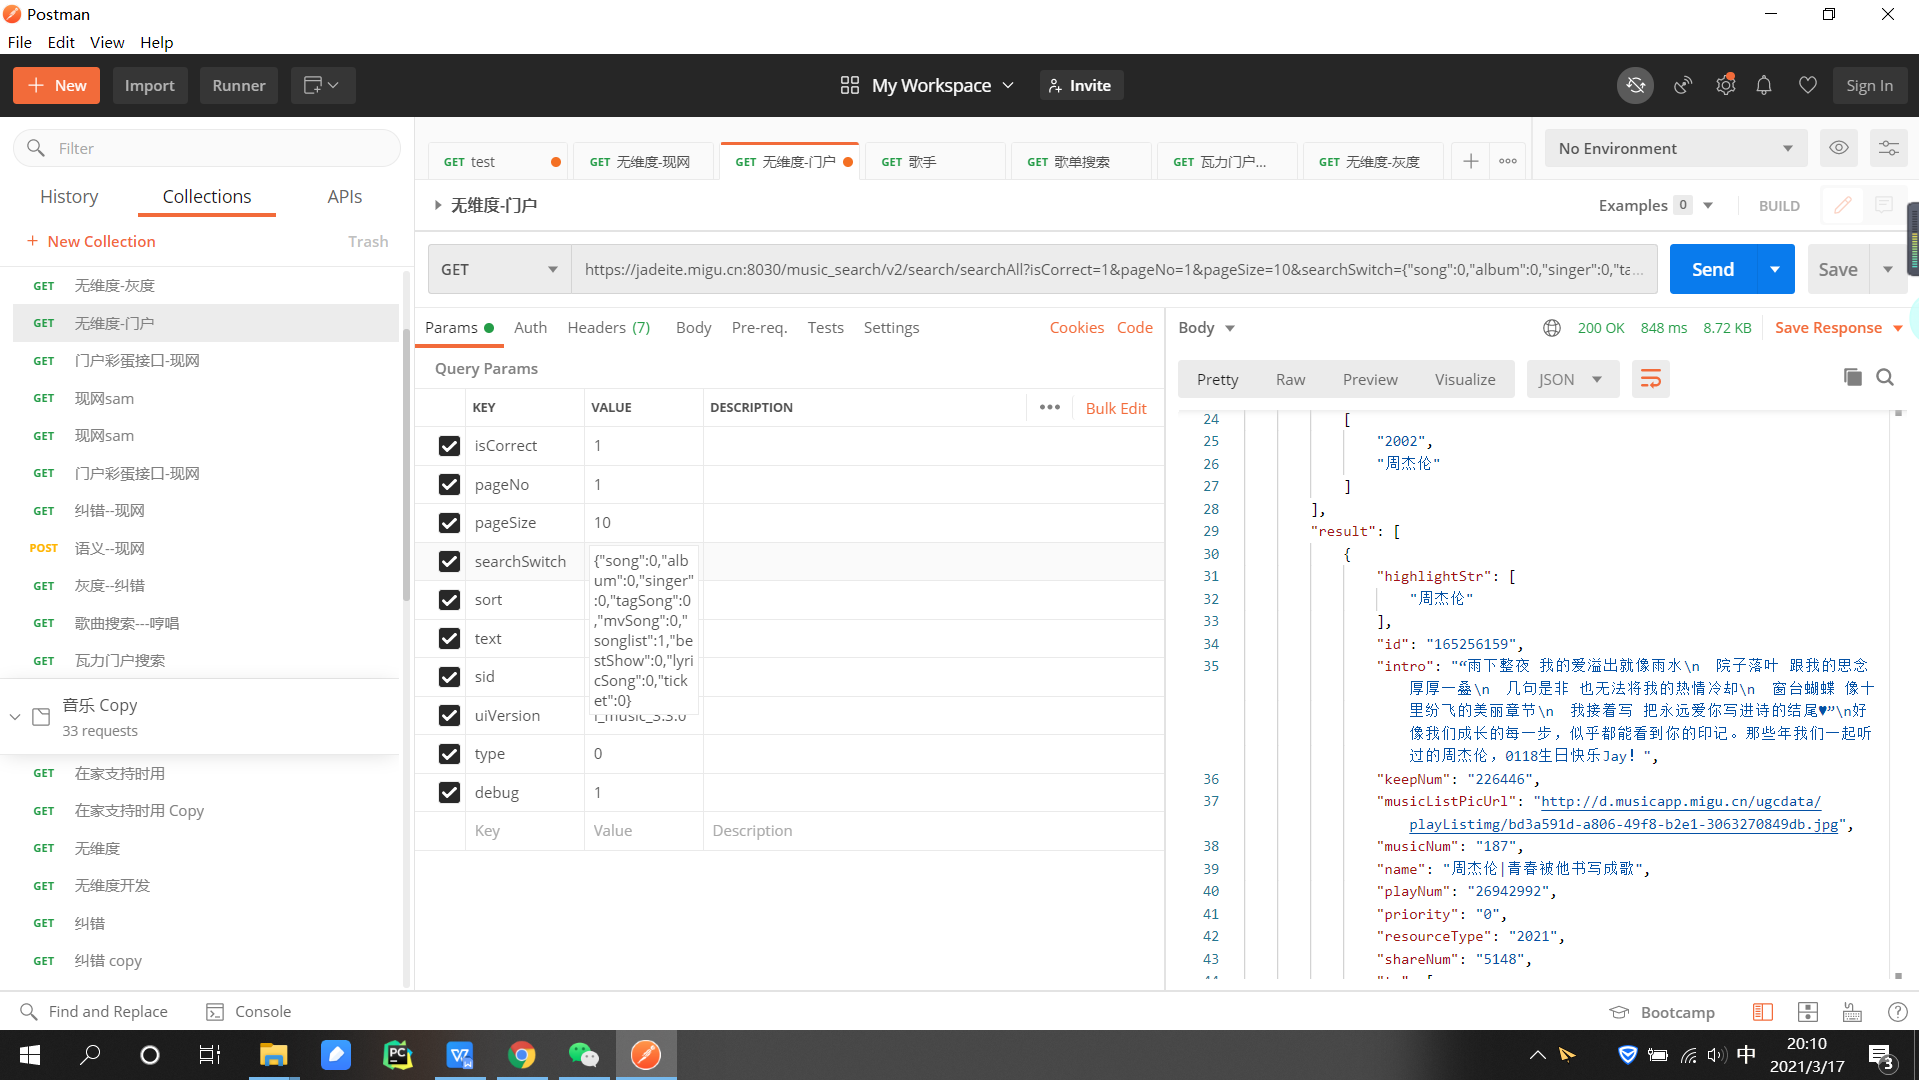 Postman
File Edit View Help
New Import Runner My Workspace Invite Sign In
Filter
History Collections APIs
+ New Collection Trash
GET 无维度-灰度
GET 无维度-门户
GET 门户彩蛋接口-现网
GET 现网sam
GET 现网sam
GET 门户彩蛋接口-现网
GET 纠错--现网
POST 语义--现网
GET 灰度--纠错
GET 歌曲搜索---哼唱
GET 瓦力门户搜索
音乐 Copy
33 requests
GET 在家支持时用
GET 在家支持时用 Copy
GET 无维度
GET 无维度开发
GET 纠错
GET 纠错 copy
GET test GET 无维度-现网 GET 无维度-门户 GET 歌手 GET 歌单搜索 GET 瓦力门户... GET 无维度-灰度
No Environment
无维度-门户
Examples 0 BUILD
GET https://jadeite.migu.cn:8030/music_search/v2/search/searchAll?isCorrect=1&pageNo=1&pageSize=10&searchSwitch={"song":0,"album":0,"singer":0,"ta...
Send Save
Params Auth Headers (7) Body Pre-req. Tests Settings Cookies Code
Query Params
KEY VALUE DESCRIPTION ••• Bulk Edit
isCorrect 1
pageNo 1
pageSize 10
searchSwitch {"song":0,"alb
um":0,"singer"
:0,"tagSong":0
,"mvSong":0,"
songlist":1,"be
stShow":0,"lyri
cSong":0,"tick
et":0}
sort
text
sid
uiVersion
type 0
debug 1
Key Value Description
Body 200 OK 848 ms 8.72 KB Save Response
Pretty Raw Preview Visualize JSON
24 [
25 "2002",
26 "周杰伦"
27 ]
28 ],
29 "result": [
30 {
31 "highlightStr": [
32 "周杰伦"
33 ],
34 "id": "165256159",
35 "intro": "“雨下整夜 我的爱溢出就像雨水\n 院子落叶 跟我的思念
厚厚一叠\n 几句是非 也无法将我的热情冷却\n 窗台蝴蝶 像十
里纷飞的美丽章节\n 我接着写 把永远爱你写进诗的结尾♥”\n好
像我们成长的每一步，似乎都能看到你的印记。那些年我们一起听
过的周杰伦，0118生日快乐Jay! ",
36 "keepNum": "226446",
37 "musicListPicUrl": "http://d.musicapp.migu.cn/ugcdata/
playListimg/bd3a591d-a806-49f8-b2e1-3063270849db.jpg",
38 "musicNum": "187",
39 "name": "周杰伦|青春被他书写成歌",
40 "playNum": "26942992",
41 "priority": "0",
42 "resourceType": "2021",
43 "shareNum": "5148",
Find and Replace Console Bootcamp
中 20:10
2021/3/17
3